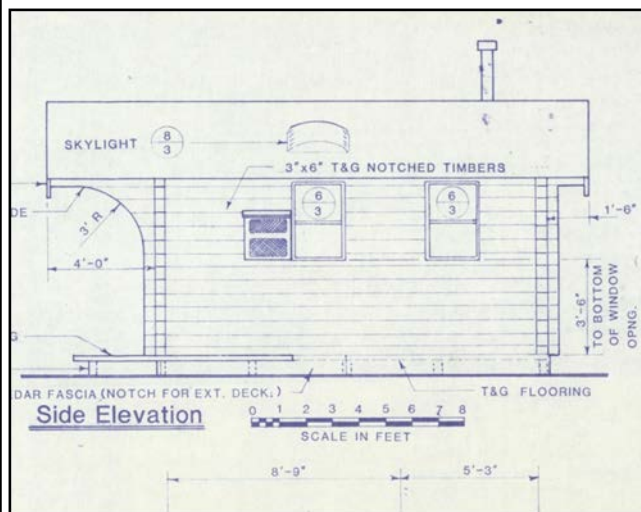 SKYLIGHT
8
3
3"x6" T&G NOTCHED TIMBERS
6
3
6
3
DE
3' R
1'-6"
4'-0"
3'-6"
TO BOTTOM
OF WINDOW
OPNG.
G
DAR FASCIA (NOTCH FOR EXT. DECK.)
T&G FLOORING
Side Elevation
0 1 2 3 4 5 6 7 8
SCALE IN FEET
8'-9"
5'-3"